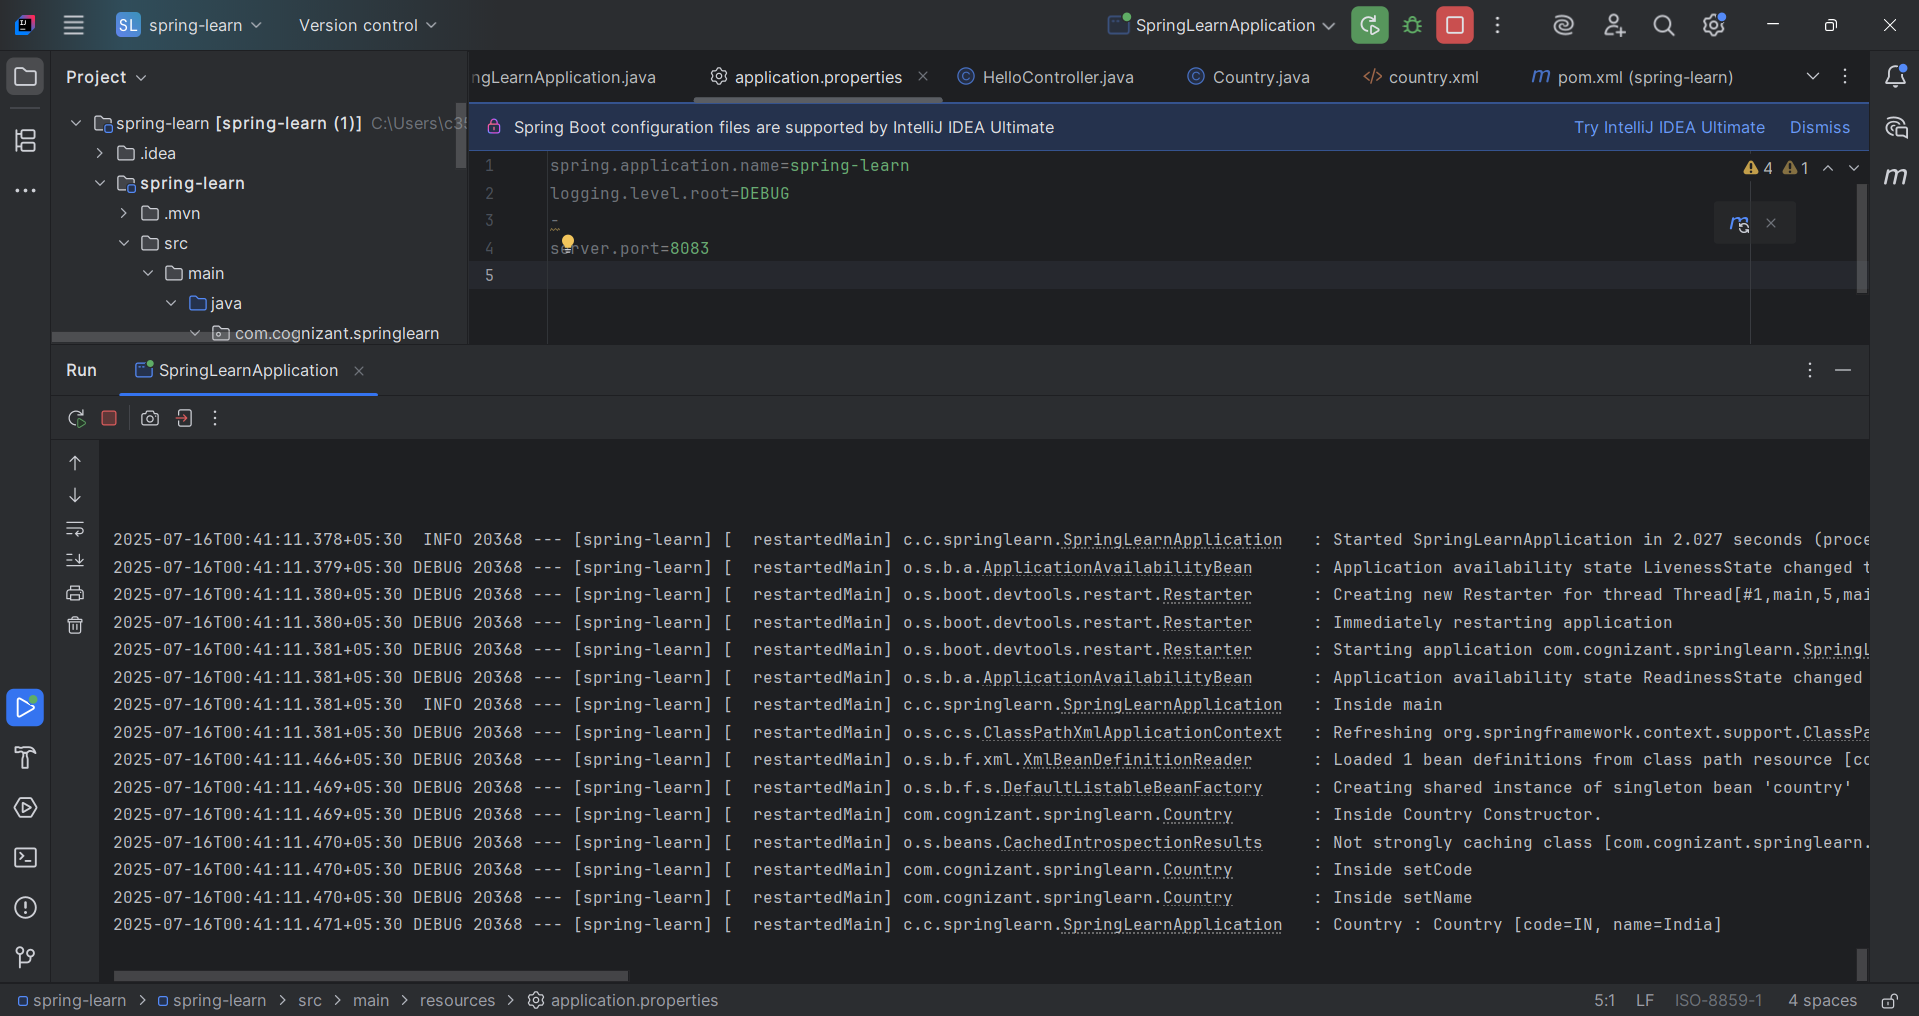 SL spring-learn
Version control
SpringLearnApplication
Project
ngLearnApplication.java
application.properties
HelloController.java
Country.java
country.xml
pom.xml (spring-learn)
spring-learn [spring-learn (1)] C:\Users\c35
.idea
spring-learn
.mvn
src
main
java
com.cognizant.springlearn
Spring Boot configuration files are supported by IntelliJ IDEA Ultimate
Try IntelliJ IDEA Ultimate
Dismiss
1 spring.application.name=spring-learn
2 logging.level.root=DEBUG
3 -
4 server.port=8083
5
4 1
Run
SpringLearnApplication
2025-07-16T00:41:11.378+05:30  INFO 20368 --- [spring-learn] [  restartedMain] c.c.springlearn.SpringLearnApplication   : Started SpringLearnApplication in 2.027 seconds (proce
2025-07-16T00:41:11.379+05:30 DEBUG 20368 --- [spring-learn] [  restartedMain] o.s.b.a.ApplicationAvailabilityBean      : Application availability state LivenessState changed t
2025-07-16T00:41:11.380+05:30 DEBUG 20368 --- [spring-learn] [  restartedMain] o.s.boot.devtools.restart.Restarter      : Creating new Restarter for thread Thread[#1,main,5,mai
2025-07-16T00:41:11.380+05:30 DEBUG 20368 --- [spring-learn] [  restartedMain] o.s.boot.devtools.restart.Restarter      : Immediately restarting application
2025-07-16T00:41:11.381+05:30 DEBUG 20368 --- [spring-learn] [  restartedMain] o.s.boot.devtools.restart.Restarter      : Starting application com.cognizant.springlearn.SpringL
2025-07-16T00:41:11.381+05:30 DEBUG 20368 --- [spring-learn] [  restartedMain] o.s.b.a.ApplicationAvailabilityBean      : Application availability state ReadinessState changed
2025-07-16T00:41:11.381+05:30  INFO 20368 --- [spring-learn] [  restartedMain] c.c.springlearn.SpringLearnApplication   : Inside main
2025-07-16T00:41:11.381+05:30 DEBUG 20368 --- [spring-learn] [  restartedMain] o.s.c.s.ClassPathXmlApplicationContext   : Refreshing org.springframework.context.support.ClassPa
2025-07-16T00:41:11.466+05:30 DEBUG 20368 --- [spring-learn] [  restartedMain] o.s.b.f.xml.XmlBeanDefinitionReader      : Loaded 1 bean definitions from class path resource [co
2025-07-16T00:41:11.469+05:30 DEBUG 20368 --- [spring-learn] [  restartedMain] o.s.b.f.s.DefaultListableBeanFactory     : Creating shared instance of singleton bean 'country'
2025-07-16T00:41:11.469+05:30 DEBUG 20368 --- [spring-learn] [  restartedMain] com.cognizant.springlearn.Country        : Inside Country Constructor.
2025-07-16T00:41:11.470+05:30 DEBUG 20368 --- [spring-learn] [  restartedMain] o.s.beans.CachedIntrospectionResults     : Not strongly caching class [com.cognizant.springlearn.
2025-07-16T00:41:11.470+05:30 DEBUG 20368 --- [spring-learn] [  restartedMain] com.cognizant.springlearn.Country        : Inside setCode
2025-07-16T00:41:11.470+05:30 DEBUG 20368 --- [spring-learn] [  restartedMain] com.cognizant.springlearn.Country        : Inside setName
2025-07-16T00:41:11.471+05:30 DEBUG 20368 --- [spring-learn] [  restartedMain] c.c.springlearn.SpringLearnApplication   : Country : Country [code=IN, name=India]
spring-learn > spring-learn > src > main > resources > application.properties
5:1 LF ISO-8859-1 4 spaces